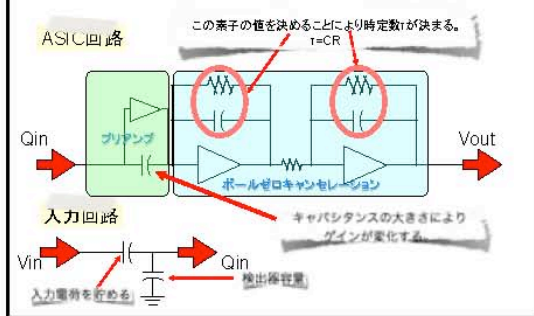 ASIC回路
この素子の値を決めることにより時定数τが決まる。
τ=CR
Qin
プリアンプ
Vout
ポールゼロキャンセレーション
入力回路
キャパシタンスの大きさにより
ゲインが変化する。
Vin
Qin
検出器容量
入力電荷を貯める